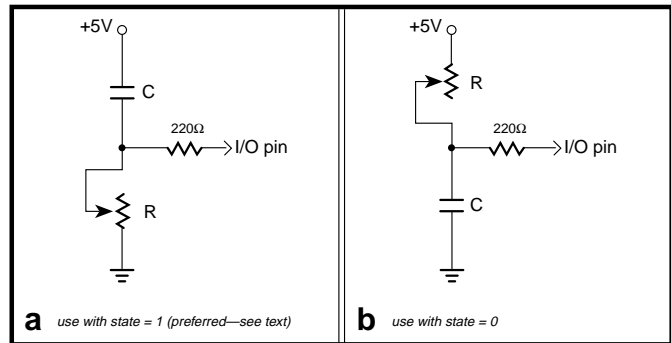 +5V
C
220Ω
I/O pin
R
a use with state = 1 (preferred—see text)
+5V
R
220Ω
I/O pin
C
b use with state = 0